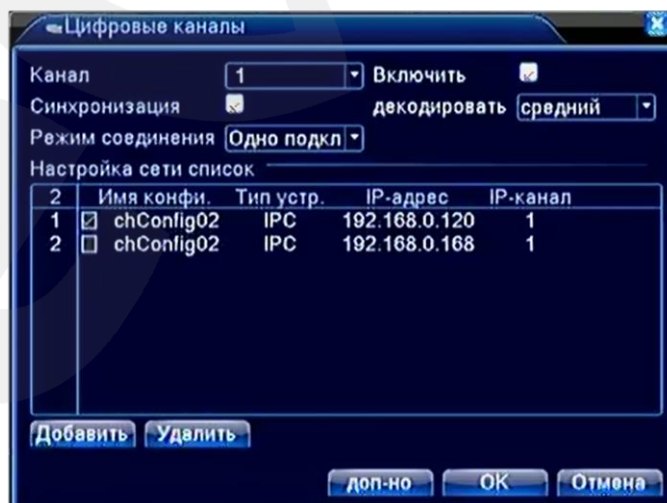 Цифровые каналы
Канал 1 Включить
Синхронизация декодировать средний
Режим соединения Одно подкл
Настройка сети список
2 Имя конфи. Тип устр. IP-адрес IP-канал
1 chConfig02 IPC 192.168.0.120 1
2 chConfig02 IPC 192.168.0.168 1
Добавить Удалить
доп-но OK Отмена